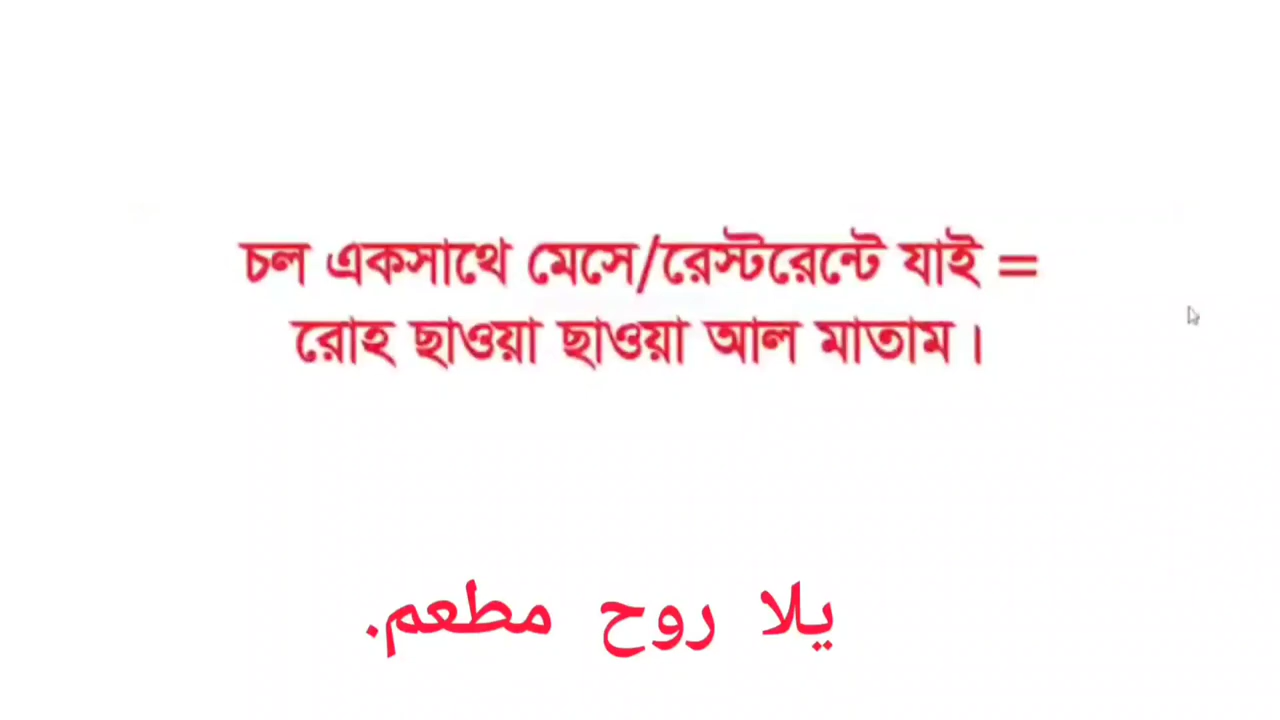 চল একসাথে মেসে/রেস্টরেন্টে যাই =
রোহ ছাওয়া ছাওয়া আল মাতাম।
يلا روح مطعم.